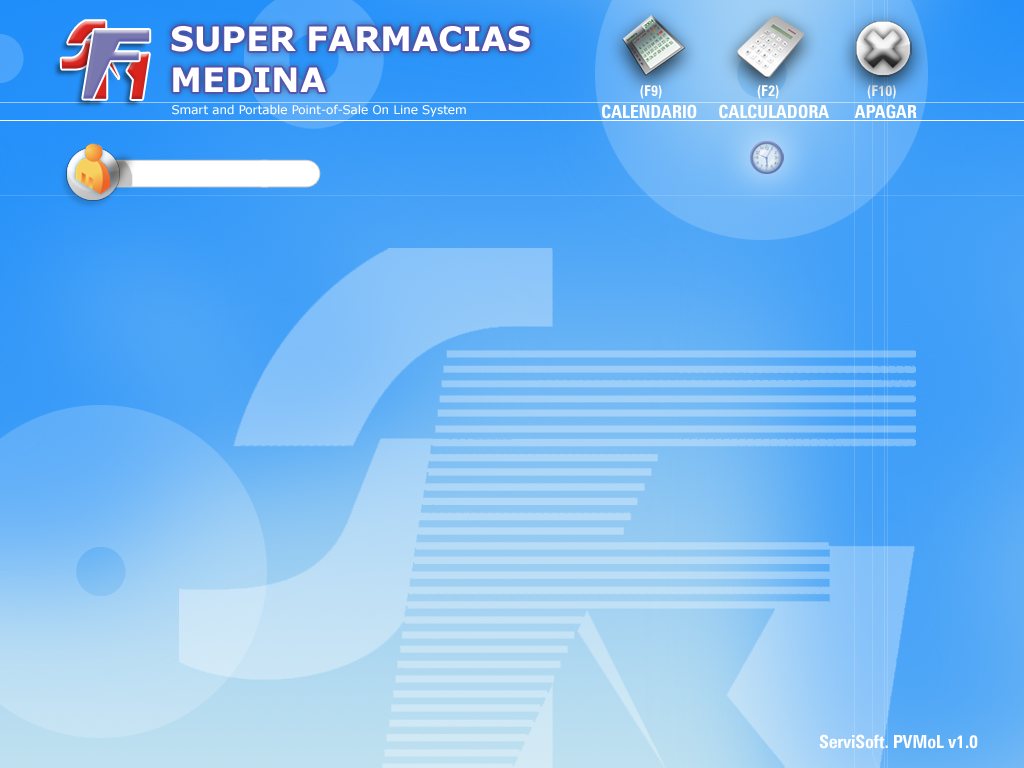 SFM
SUPER FARMACIAS
MEDINA
Smart and Portable Point-of-Sale On Line System
(F9)
CALENDARIO
(F2)
CALCULADORA
(F10)
APAGAR
ServiSoft. PVMoL v1.0